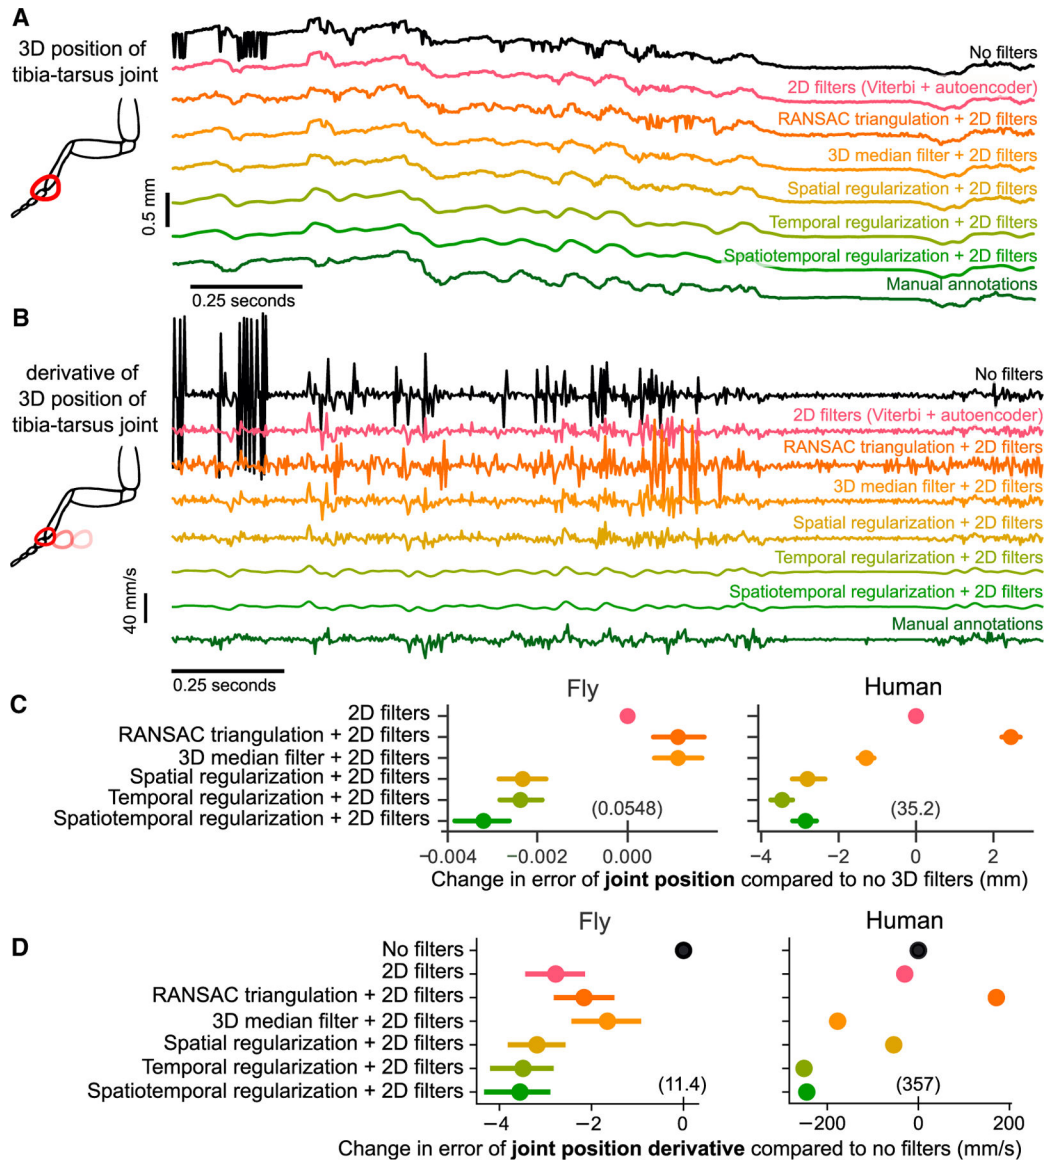 A
3D position of
tibia-tarsus joint
No filters
2D filters (Viterbi + autoencoder)
RANSAC triangulation + 2D filters
3D median filter + 2D filters
Spatial regularization + 2D filters
Temporal regularization + 2D filters
Spatiotemporal regularization + 2D filters
Manual annotations
0.5 mm
0.25 seconds
B
derivative of
3D position of
tibia-tarsus joint
No filters
2D filters (Viterbi + autoencoder)
RANSAC triangulation + 2D filters
3D median filter + 2D filters
Spatial regularization + 2D filters
Temporal regularization + 2D filters
Spatiotemporal regularization + 2D filters
Manual annotations
40 mm/s
0.25 seconds
C
Fly
Human
2D filters
RANSAC triangulation + 2D filters
3D median filter + 2D filters
Spatial regularization + 2D filters
Temporal regularization + 2D filters
Spatiotemporal regularization + 2D filters
(0.0548)
(35.2)
−0.004 −0.002 0.000
−4 −2 0 2
Change in error of joint position compared to no 3D filters (mm)
D
Fly
Human
No filters
2D filters
RANSAC triangulation + 2D filters
3D median filter + 2D filters
Spatial regularization + 2D filters
Temporal regularization + 2D filters
Spatiotemporal regularization + 2D filters
(11.4)
(357)
−4 −2 0
−200 0 200
Change in error of joint position derivative compared to no filters (mm/s)